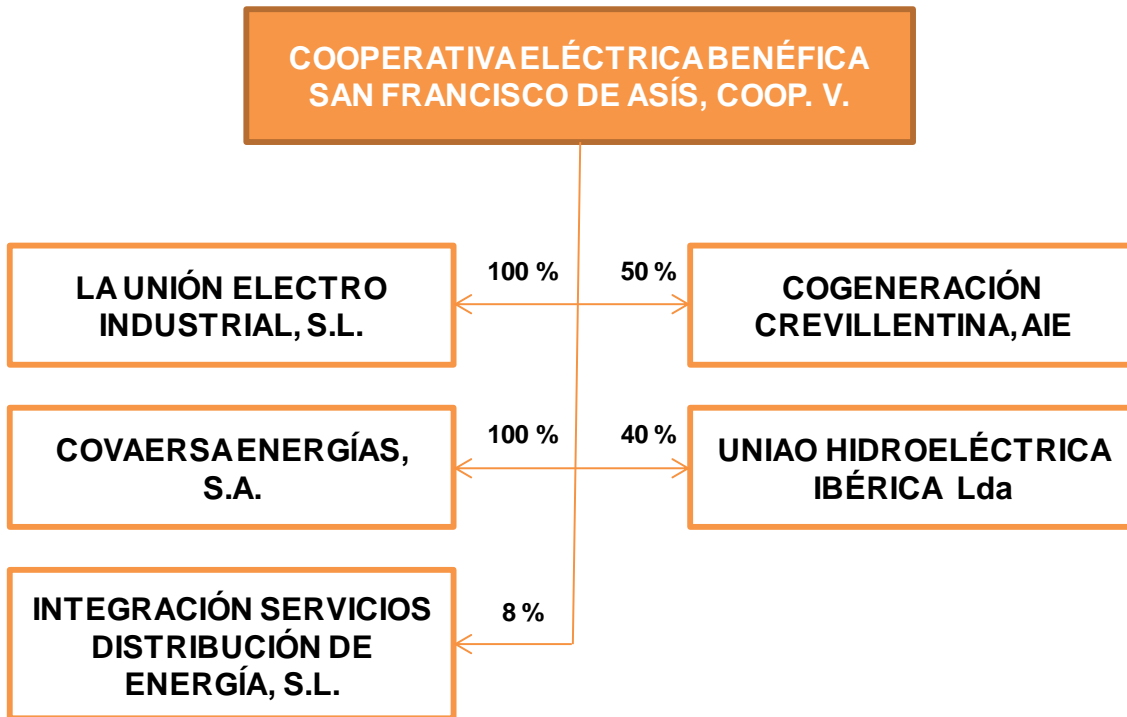 COOPERATIVA ELÉCTRICA BENÉFICA
SAN FRANCISCO DE ASÍS, COOP. V.
100 %
50 %
LA UNIÓN ELECTRO
INDUSTRIAL, S.L.
COGENERACIÓN
CREVILLENTINA, AIE
100 %
40 %
COVAERSA ENERGÍAS,
S.A.
UNIAO HIDROELÉCTRICA
IBÉRICA Lda
INTEGRACIÓN SERVICIOS
DISTRIBUCIÓN DE
ENERGÍA, S.L.
8 %